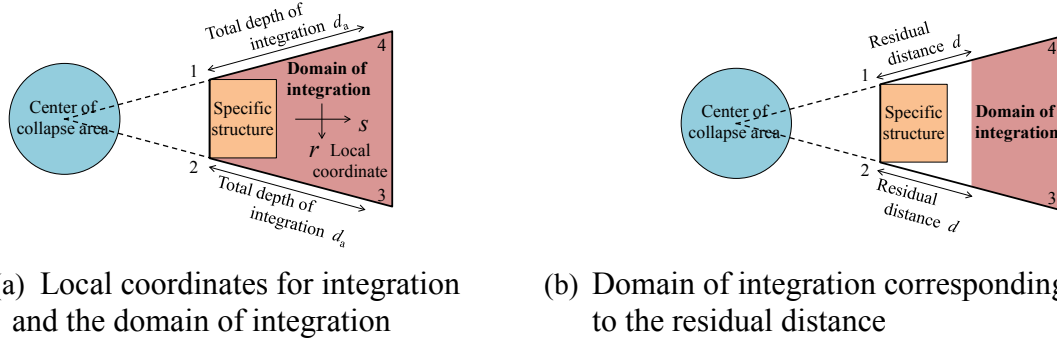 Total depth of
integration d_a
1
4
Center of
collapse area
Specific
structure
Domain of
integration
s
r Local
coordinate
2
3
Total depth of
integration d_a
a) Local coordinates for integration
and the domain of integration
Residual
distance d
1
4
Center of
collapse area
Specific
structure
Domain of
integration
2
3
Residual
distance d
(b) Domain of integration corresponding
to the residual distance